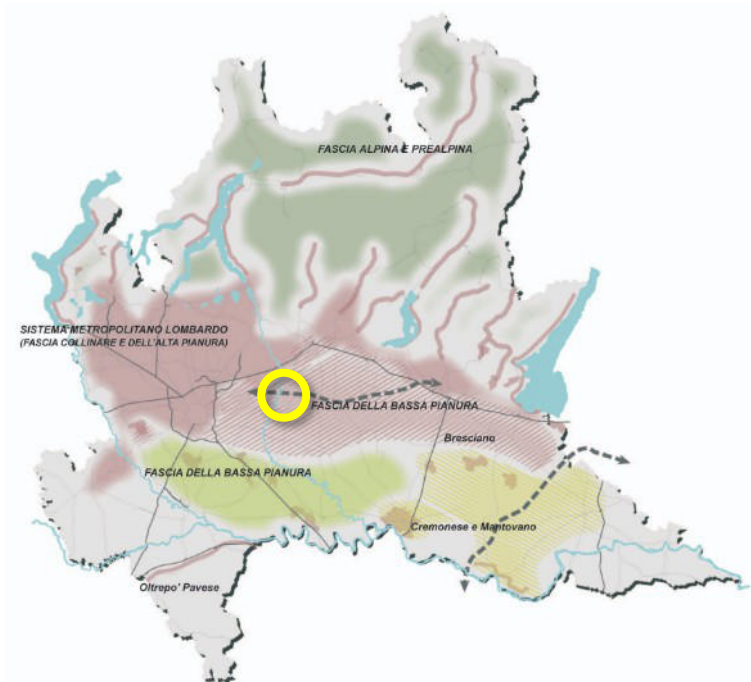 FASCIA ALPINA E PREALPINA
SISTEMA METROPOLITANO LOMBARDO
(FASCIA COLLINARE E DELL'ALTA PIANURA)
FASCIA DELLA BASSA PIANURA
Bresciano
FASCIA DELLA BASSA PIANURA
Cremonese e Mantovano
Oltrepo' Pavese